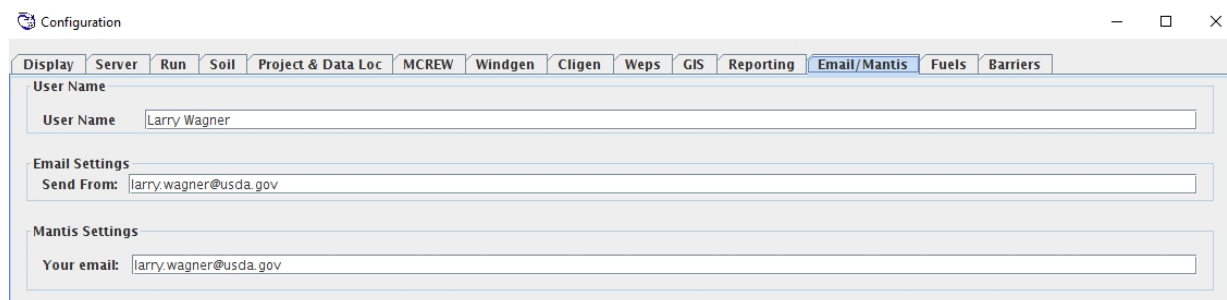 Configuration
Display Server Run Soil Project & Data Loc MCREW Windgen Cligen Weps GIS Reporting Email/Mantis Fuels Barriers
User Name
User Name Larry Wagner
Email Settings
Send From: larry.wagner@usda.gov
Mantis Settings
Your email: larry.wagner@usda.gov